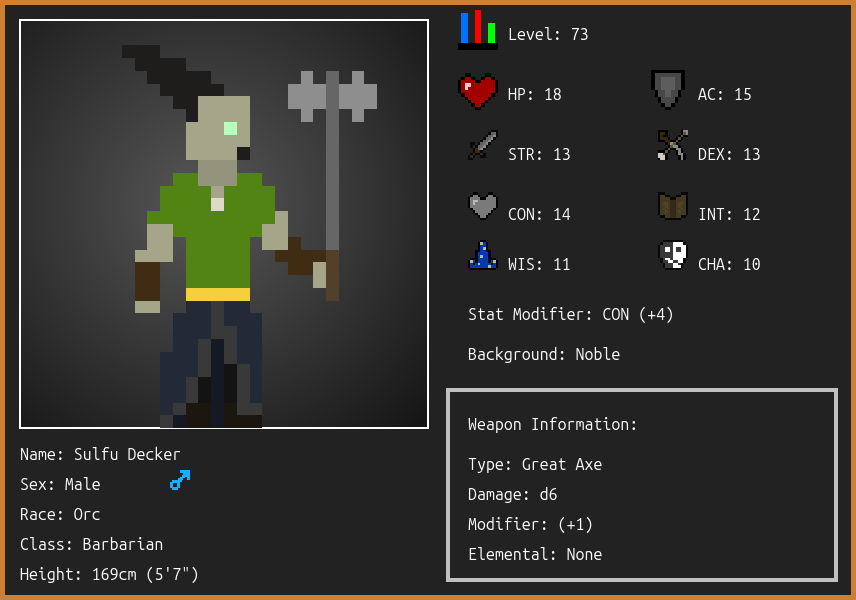 Level: 73
HP: 18
AC: 15
STR: 13
DEX: 13
CON: 14
INT: 12
WIS: 11
CHA: 10
Stat Modifier: CON (+4)
Background: Noble
Weapon Information:
Type: Great Axe
Damage: d6
Modifier: (+1)
Elemental: None
Name: Sulfu Decker
Sex: Male
Race: Orc
Class: Barbarian
Height: 169cm (5'7")